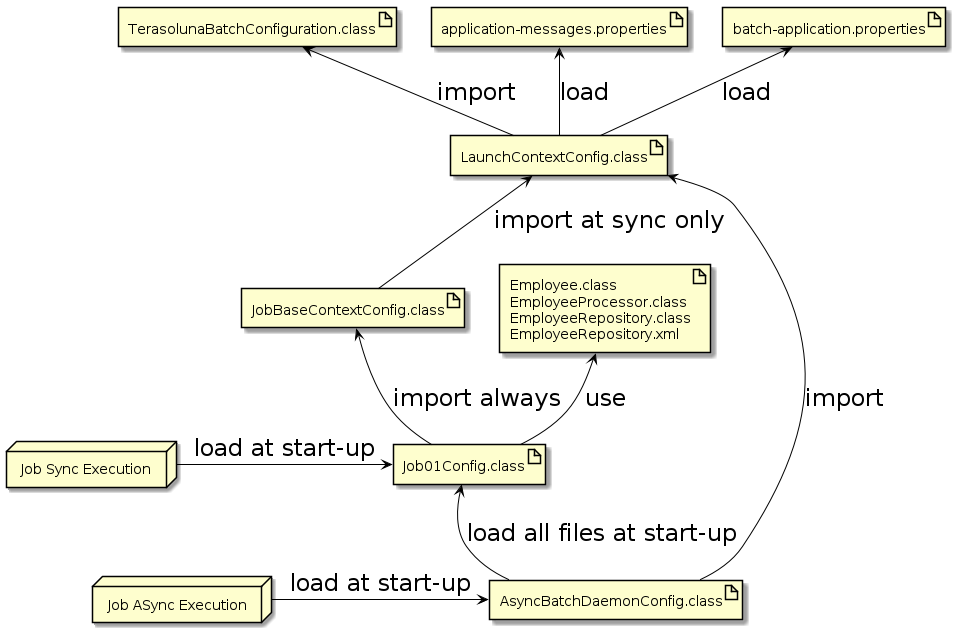 TerasolunaBatchConfiguration.class
application-messages.properties
batch-application.properties
import
load
load
LaunchContextConfig.class
import at sync only
JobBaseContextConfig.class
Employee.class
EmployeeProcessor.class
EmployeeRepository.class
EmployeeRepository.xml
import always
use
import
Job Sync Execution
load at start-up
Job01Config.class
load all files at start-up
Job ASync Execution
load at start-up
AsyncBatchDaemonConfig.class